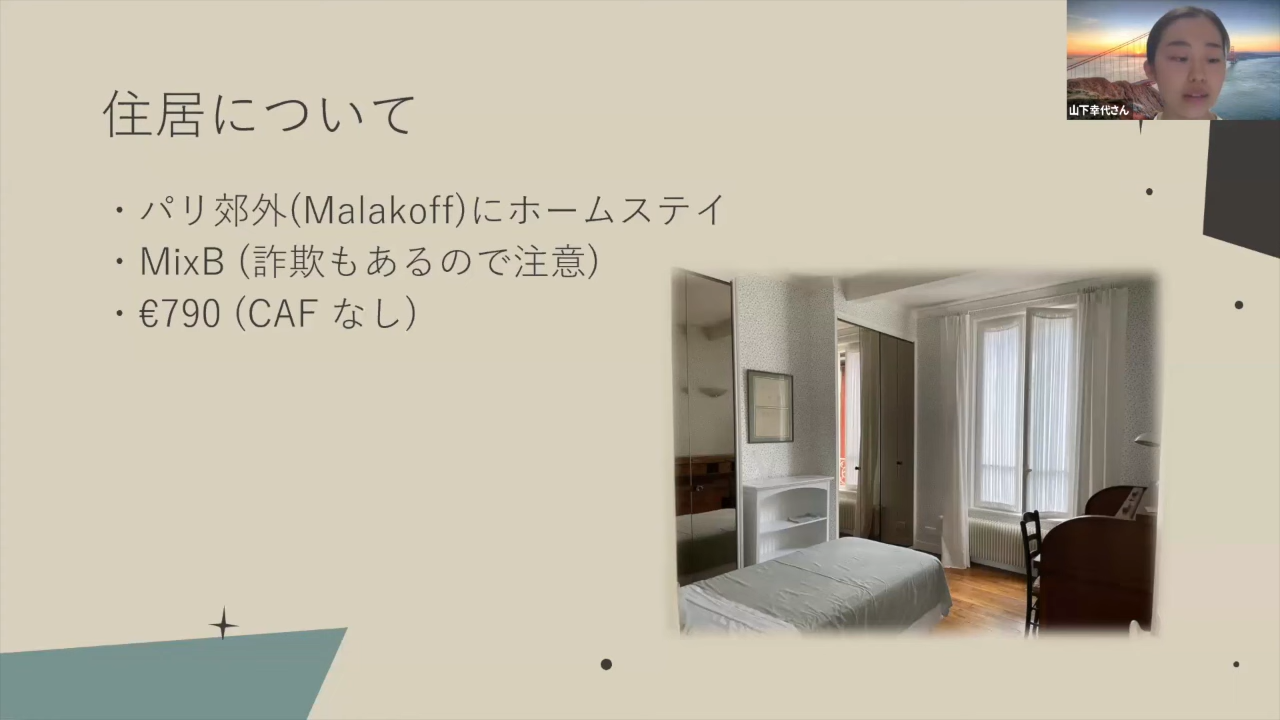 山下幸代さん
住居について
・パリ郊外(Malakoff)にホームステイ
・MixB (詐欺もあるので注意)
・€790 (CAF なし)